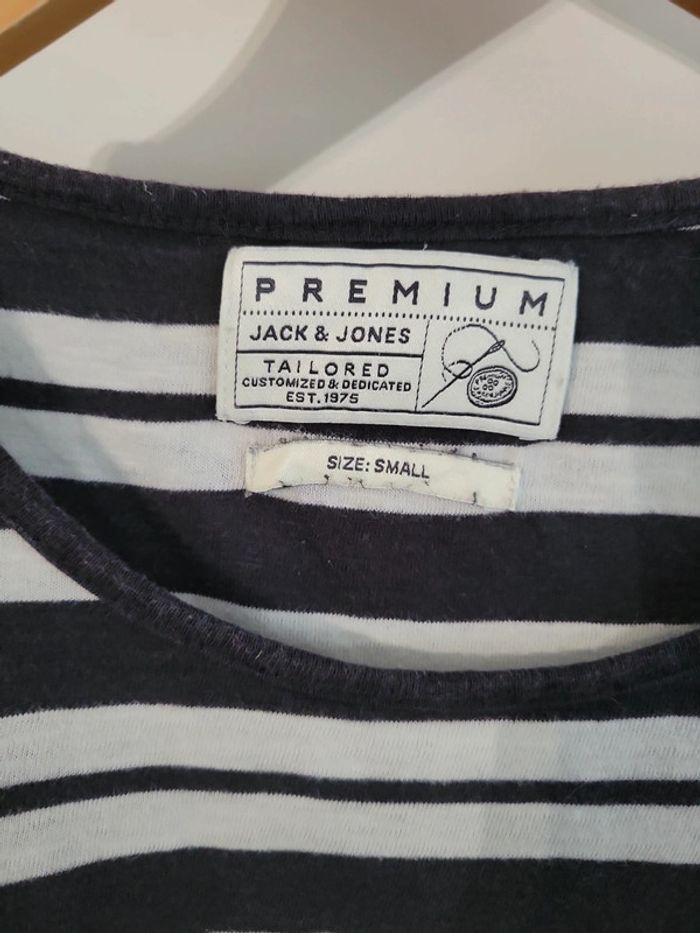 PREMIUM
JACK & JONES
TAILORED
CUSTOMIZED & DEDICATED
EST. 1975
SIZE: SMALL